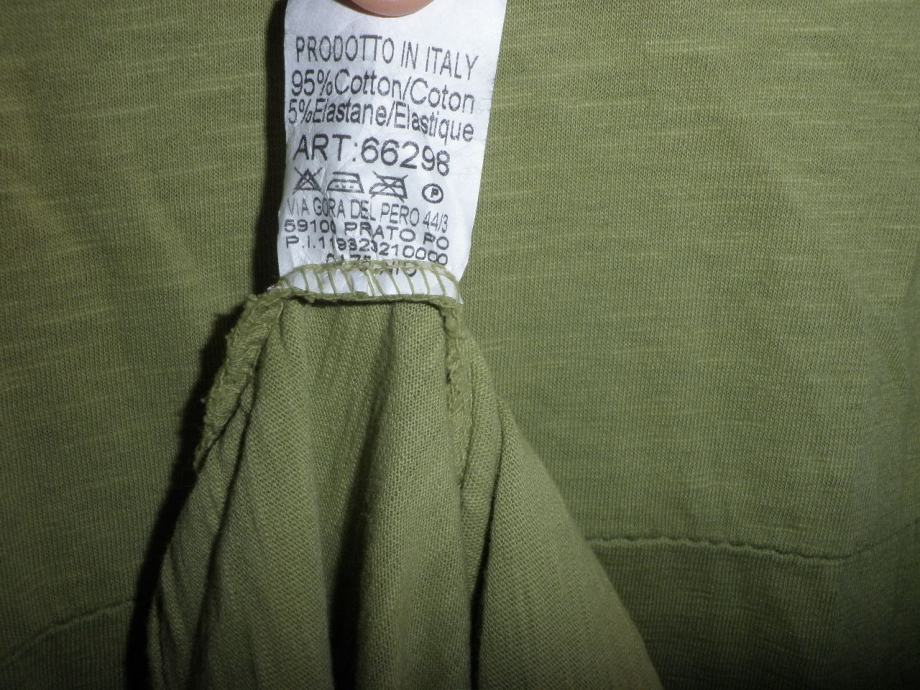 PRODOTTO IN ITALY
95%Cotton/Coton
5%Elastane/Elastique
ART:66298
P
VIA GORA DEL PERO 44/3
59100 PRATO PO
P.I.